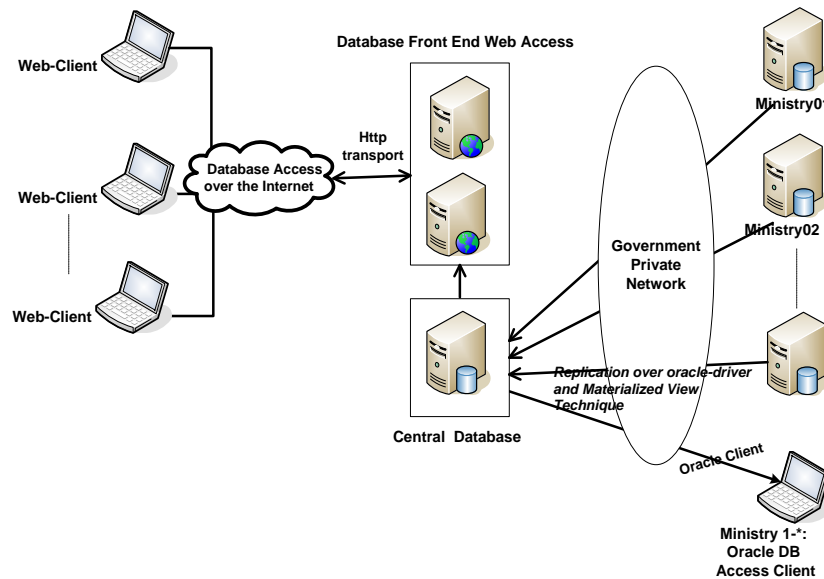 Database Front End Web Access
Web-Client
Web-Client
Web-Client
Database Access
over the Internet
Http
transport
Central Database
Government
Private
Network
Ministry01
Ministry02
Replication over oracle-driver
and Materialized View
Technique
Oracle Client
Ministry 1-*:
Oracle DB
Access Client